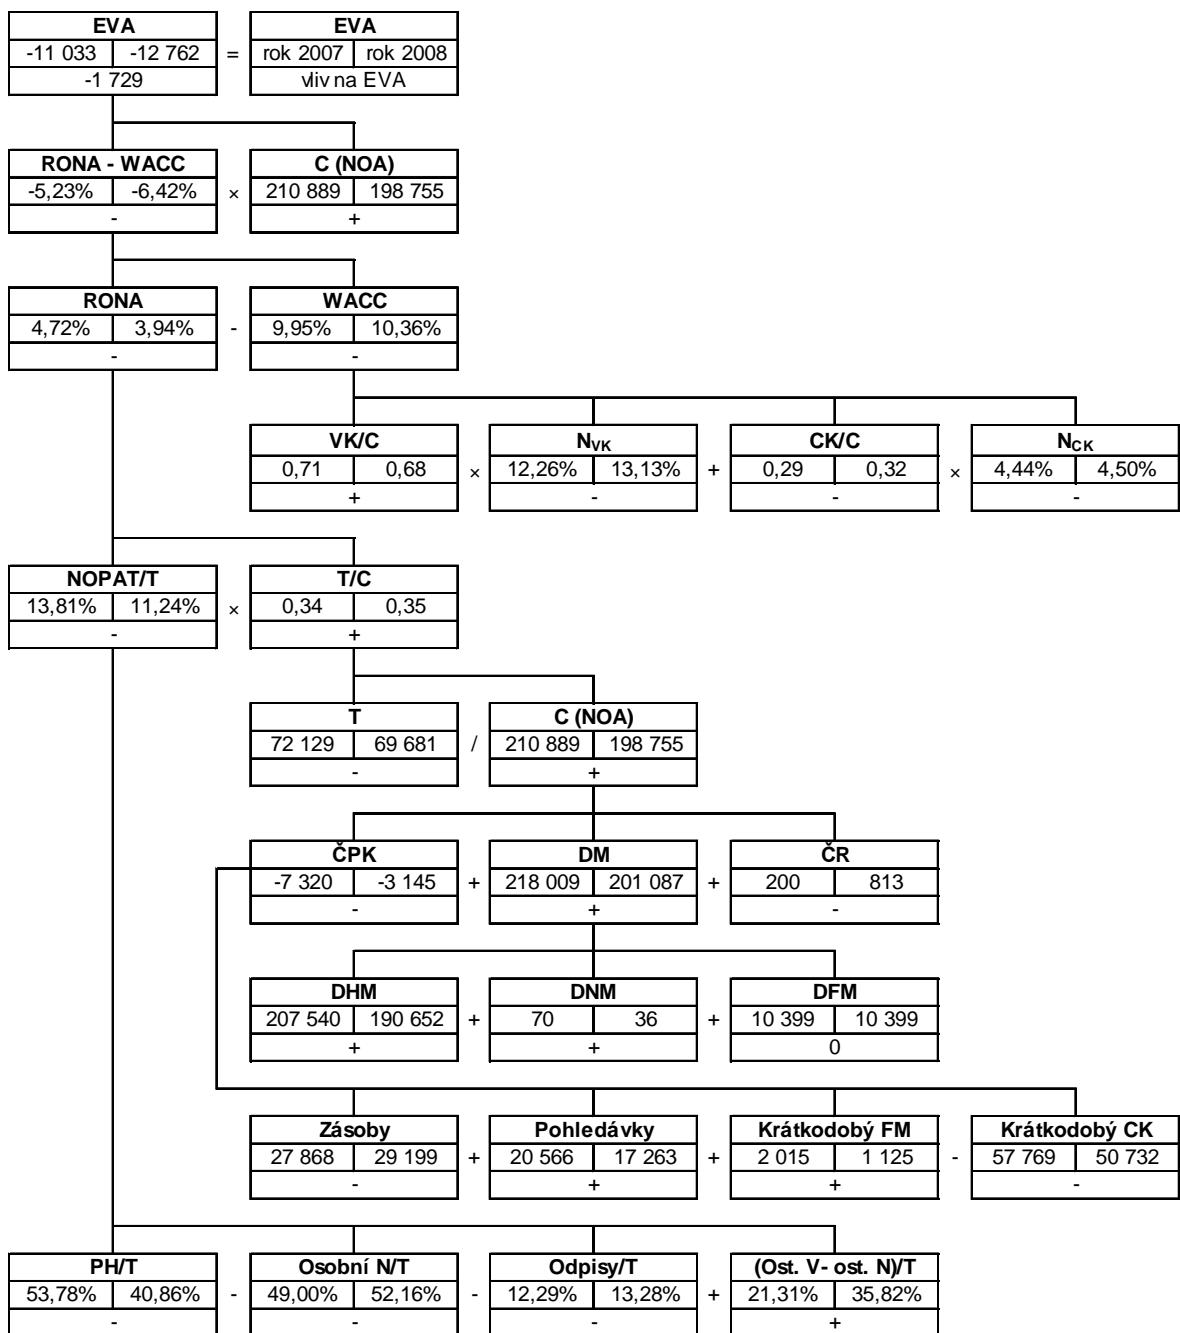 EVA EVA
-11 033 -12 762 = rok 2007 rok 2008
-1 729 vliv na EVA
RONA - WACC C (NOA)
-5,23% -6,42% × 210 889 198 755
- +
RONA WACC
4,72% 3,94% - 9,95% 10,36%
- -
VK/C NVK CK/C NCK
0,71 0,68 × 12,26% 13,13% + 0,29 0,32 × 4,44% 4,50%
+ - - -
NOPAT/T T/C
13,81% 11,24% × 0,34 0,35
- +
T C (NOA)
72 129 69 681 / 210 889 198 755
- +
ČPK DM ČR
-7 320 -3 145 + 218 009 201 087 + 200 813
- + -
DHM DNM DFM
207 540 190 652 + 70 36 + 10 399 10 399
+ + 0
Zásoby Pohledávky Krátkodobý FM Krátkodobý CK
27 868 29 199 + 20 566 17 263 + 2 015 1 125 - 57 769 50 732
- + + -
PH/T Osobní N/T Odpisy/T (Ost. V- ost. N)/T
53,78% 40,86% - 49,00% 52,16% - 12,29% 13,28% + 21,31% 35,82%
- - - +